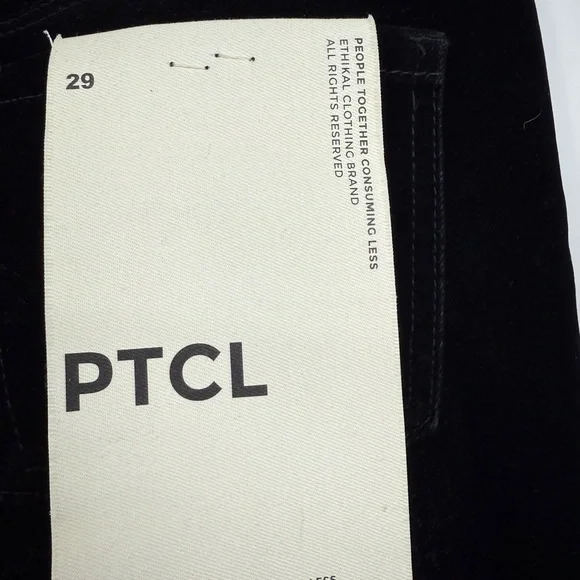 29
PEOPLE TOGETHER CONSUMING LESS
ETHIKAL CLOTHING BRAND
ALL RIGHTS RESERVED
PTCL